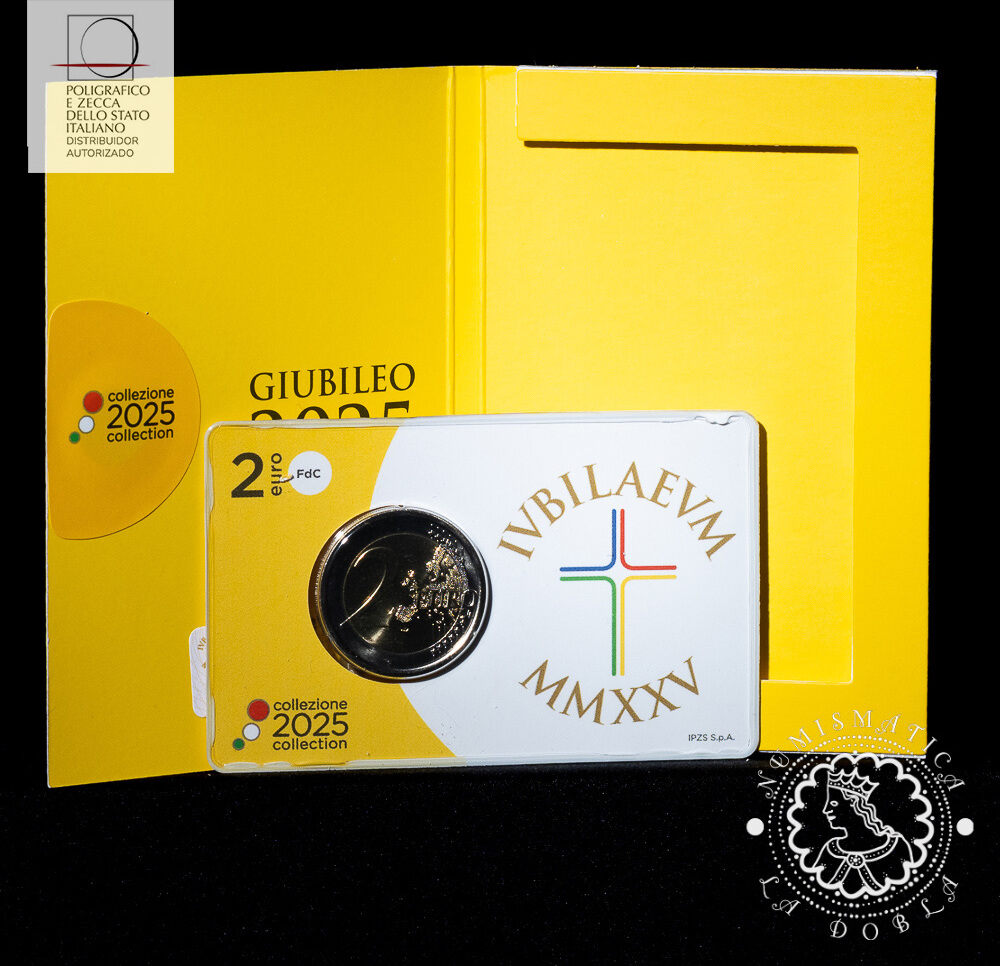 POLIGRAFICO
E ZECCA
DELLO STATO
ITALIANO
DISTRIBUIDOR
AUTORIZADO
collezione
2025
collection
GIUBILEO
2025
2 euro
FdC
IVBILAEVM
MMXXV
collezione
2025
collection
IPZS S.p.A.
NUMISMATICA
LA DOBLA